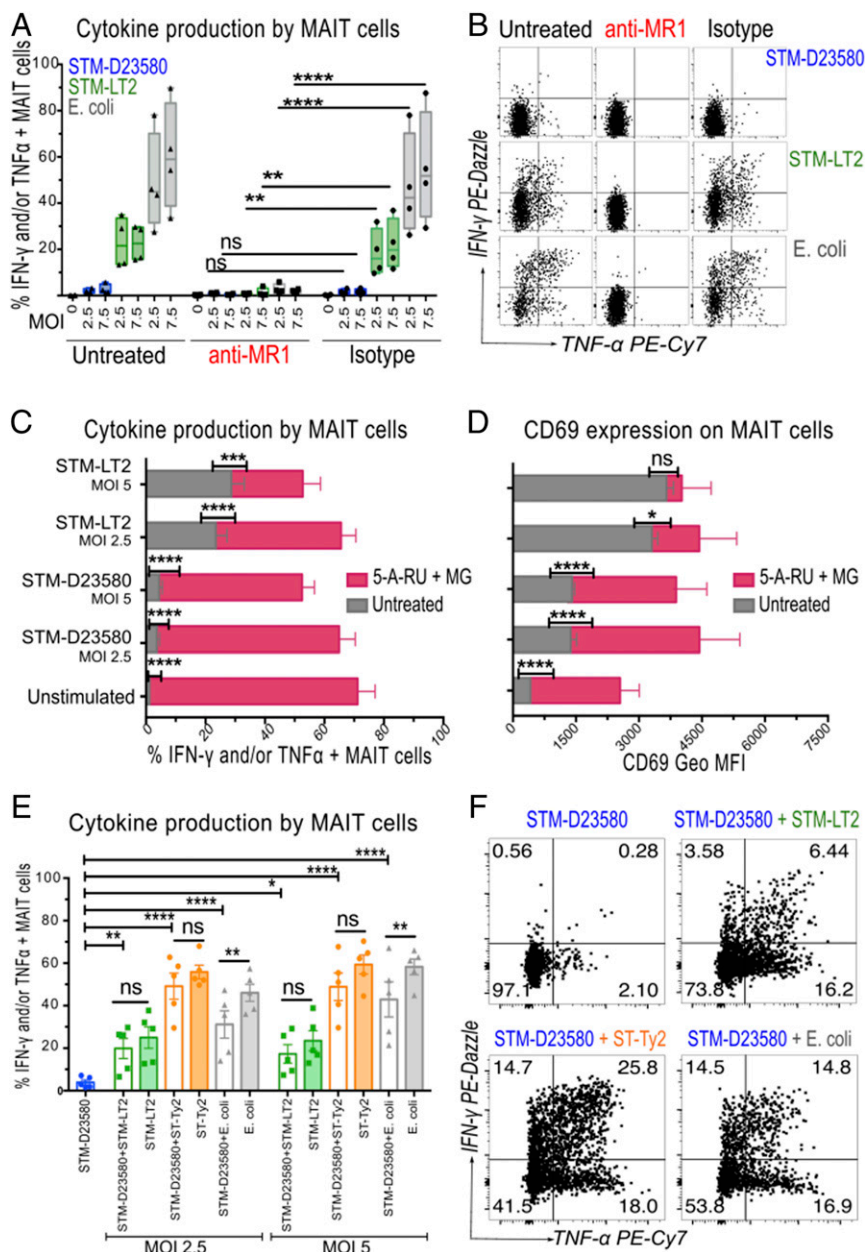 A
Cytokine production by MAIT cells
STM-D23580
STM-LT2
E. coli
% IFN-γ and/or TNFα + MAIT cells
100
80
60
40
20
0
****
****
**
**
ns
ns
MOI
0 2.5 7.5 2.5 7.5 2.5 7.5 0 2.5 7.5 2.5 7.5 2.5 7.5 0 2.5 7.5 2.5 7.5 2.5 7.5
Untreated anti-MR1 Isotype
B
Untreated anti-MR1 Isotype
STM-D23580
STM-LT2
E. coli
IFN-γ PE-Dazzle
TNF-α PE-Cy7
C
Cytokine production by MAIT cells
STM-LT2
MOI 5
***
STM-LT2
MOI 2.5
****
STM-D23580
MOI 5
****
STM-D23580
MOI 2.5
****
Unstimulated
****
5-A-RU + MG
Untreated
0 20 40 60 80 100
% IFN-γ and/or TNFα + MAIT cells
D
CD69 expression on MAIT cells
ns
*
****
****
****
0 1500 3000 4500 6000 7500
CD69 Geo MFI
E
Cytokine production by MAIT cells
% IFN-γ and/or TNFα + MAIT cells
100
80
60
40
20
0
****
****
*
****
****
**
ns
ns
**
ns
ns
**
STM-D23580
STM-D23580+STM-LT2
STM-LT2
STM-D23580+ST-Ty2
ST-Ty2
STM-D23580+E. coli
E. coli
STM-D23580+STM-LT2
STM-LT2
STM-D23580+ST-Ty2
ST-Ty2
STM-D23580+E. coli
E. coli
MOI 2.5 MOI 5
F
STM-D23580
0.56 0.28
97.1 2.10
STM-D23580 + STM-LT2
3.58 6.44
73.8 16.2
STM-D23580 + ST-Ty2
14.7 25.8
41.5 18.0
STM-D23580 + E. coli
14.5 14.8
53.8 16.9
IFN-γ PE-Dazzle
TNF-α PE-Cy7